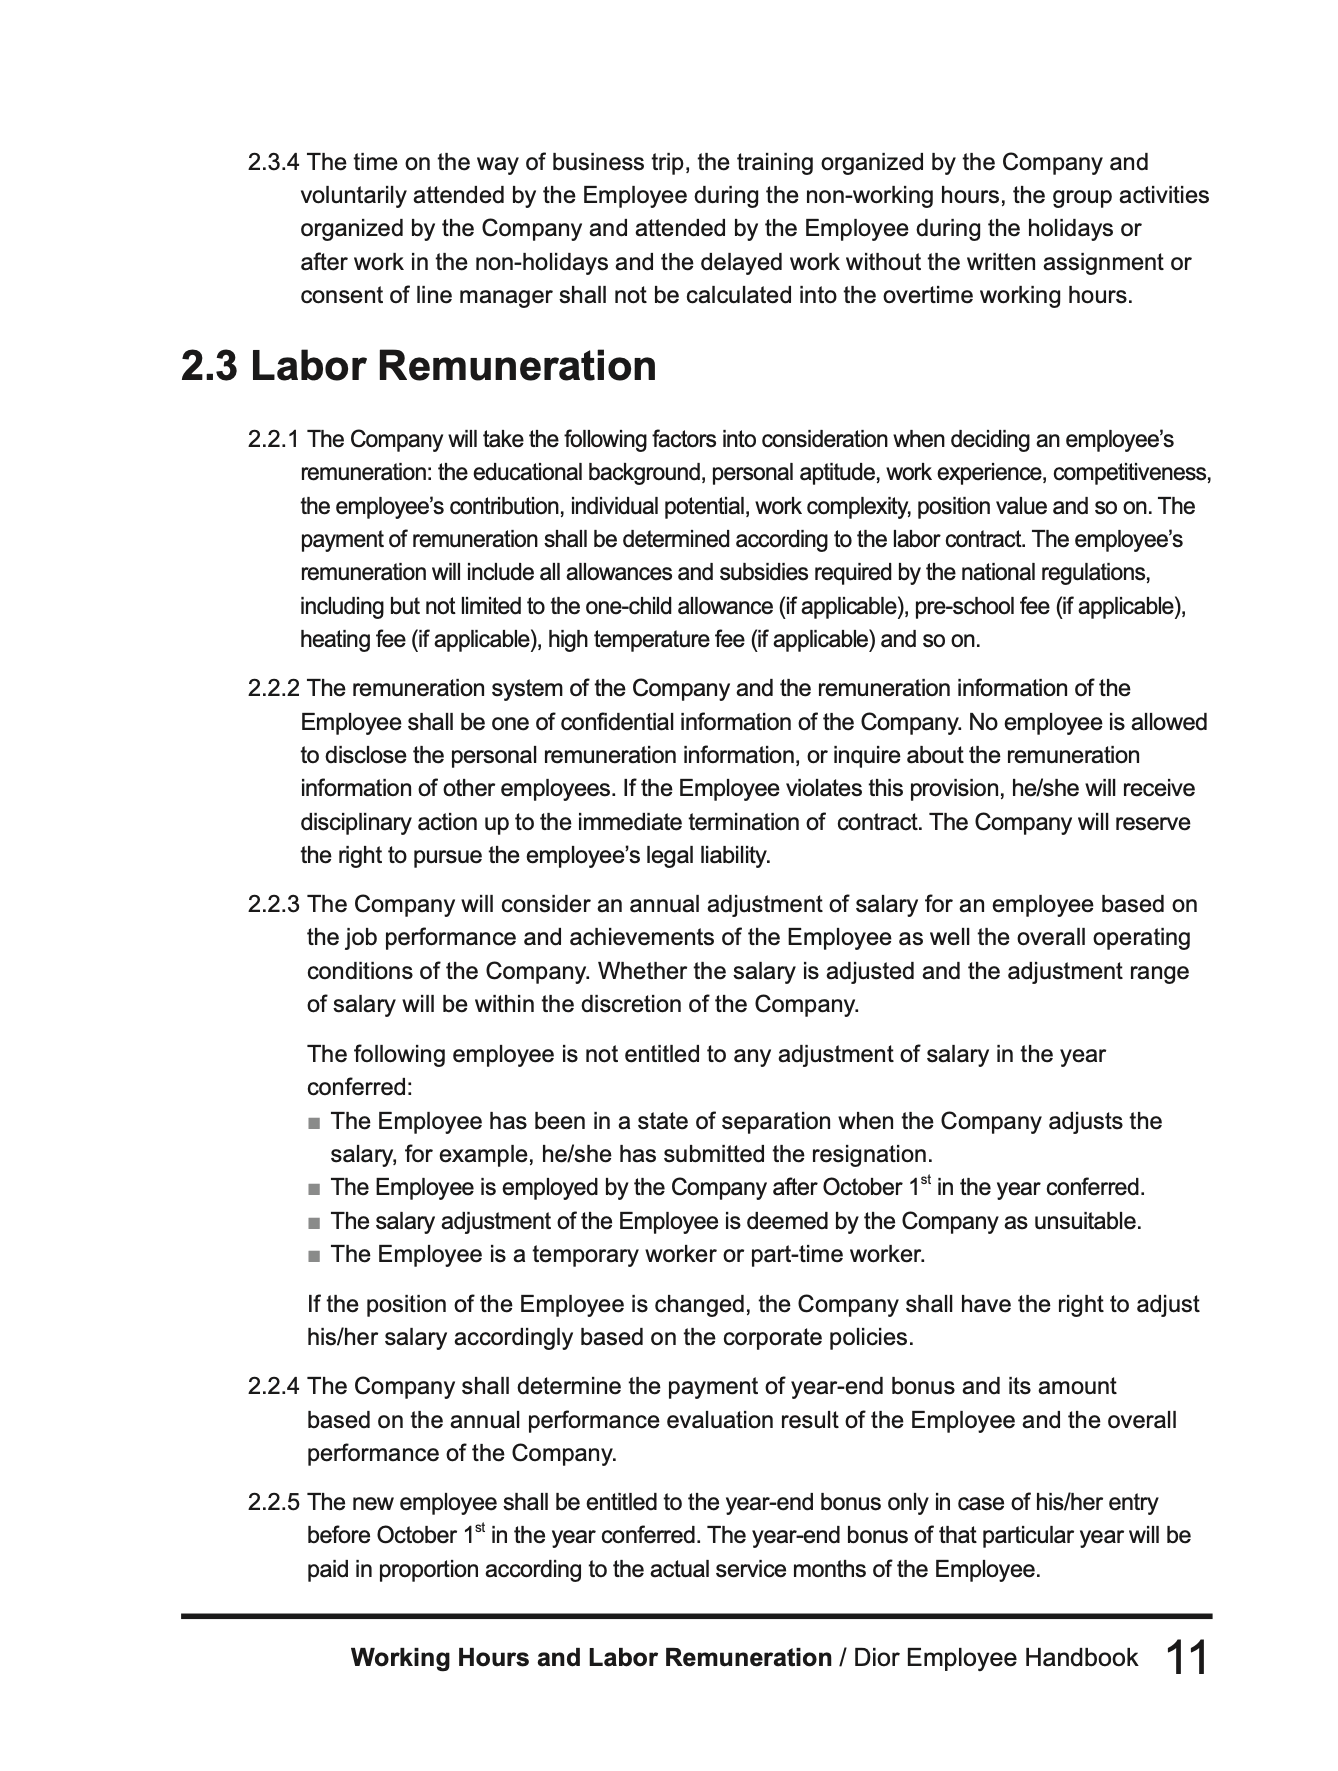 2.3.4 The time on the way of business trip, the training organized by the Company and
voluntarily attended by the Employee during the non-working hours, the group activities
organized by the Company and attended by the Employee during the holidays or
after work in the non-holidays and the delayed work without the written assignment or
consent of line manager shall not be calculated into the overtime working hours.
2.3 Labor Remuneration
2.2.1 The Company will take the following factors into consideration when deciding an employee’s
remuneration: the educational background, personal aptitude, work experience, competitiveness,
the employee’s contribution, individual potential, work complexity, position value and so on. The
payment of remuneration shall be determined according to the labor contract. The employee’s
remuneration will include all allowances and subsidies required by the national regulations,
including but not limited to the one-child allowance (if applicable), pre-school fee (if applicable),
heating fee (if applicable), high temperature fee (if applicable) and so on.
2.2.2 The remuneration system of the Company and the remuneration information of the
Employee shall be one of confidential information of the Company. No employee is allowed
to disclose the personal remuneration information, or inquire about the remuneration
information of other employees. If the Employee violates this provision, he/she will receive
disciplinary action up to the immediate termination of contract. The Company will reserve
the right to pursue the employee’s legal liability.
2.2.3 The Company will consider an annual adjustment of salary for an employee based on
the job performance and achievements of the Employee as well the overall operating
conditions of the Company. Whether the salary is adjusted and the adjustment range
of salary will be within the discretion of the Company.
The following employee is not entitled to any adjustment of salary in the year
conferred:
■ The Employee has been in a state of separation when the Company adjusts the
salary, for example, he/she has submitted the resignation.
■ The Employee is employed by the Company after October 1st in the year conferred.
■ The salary adjustment of the Employee is deemed by the Company as unsuitable.
■ The Employee is a temporary worker or part-time worker.
If the position of the Employee is changed, the Company shall have the right to adjust
his/her salary accordingly based on the corporate policies.
2.2.4 The Company shall determine the payment of year-end bonus and its amount
based on the annual performance evaluation result of the Employee and the overall
performance of the Company.
2.2.5 The new employee shall be entitled to the year-end bonus only in case of his/her entry
before October 1st in the year conferred. The year-end bonus of that particular year will be
paid in proportion according to the actual service months of the Employee.
Working Hours and Labor Remuneration / Dior Employee Handbook 11